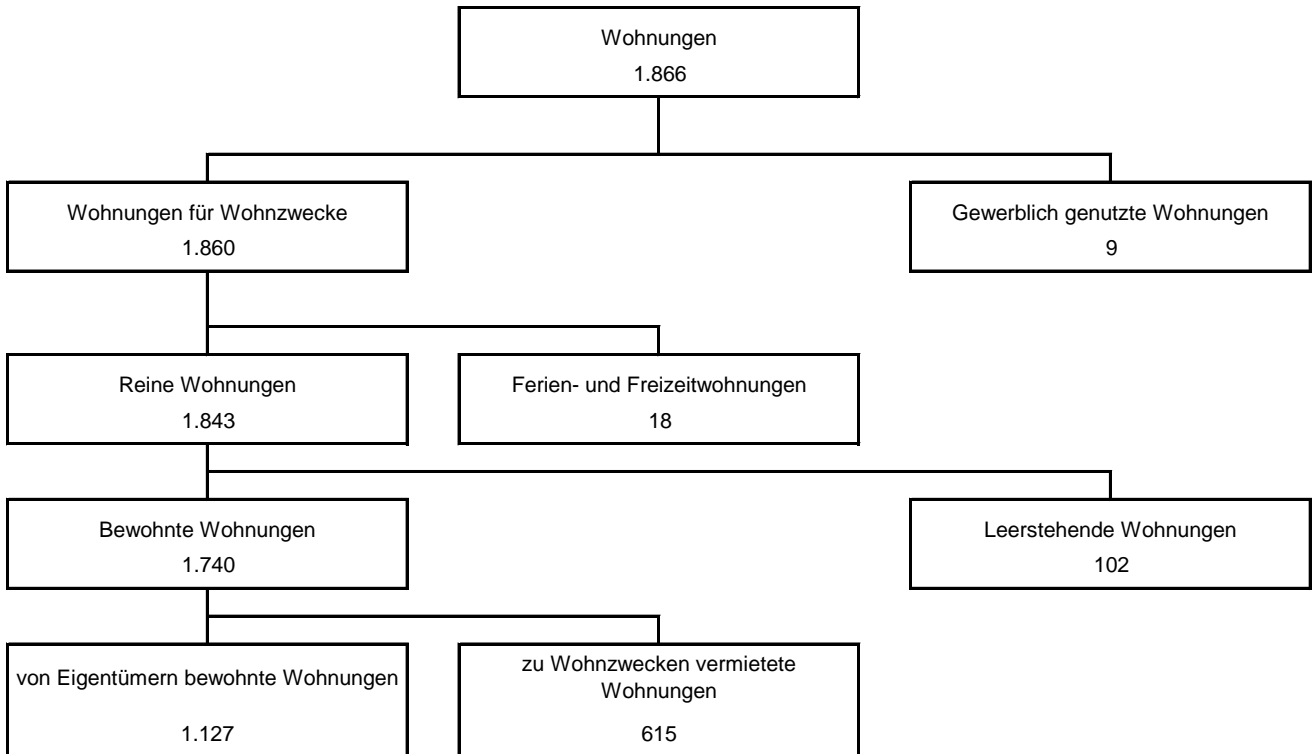 Wohnungen
1.866
Wohnungen für Wohnzwecke
1.860
Gewerblich genutzte Wohnungen
9
Reine Wohnungen
1.843
Ferien- und Freizeitwohnungen
18
Bewohnte Wohnungen
1.740
Leerstehende Wohnungen
102
von Eigentümern bewohnte Wohnungen
1.127
zu Wohnzwecken vermietete
Wohnungen
615